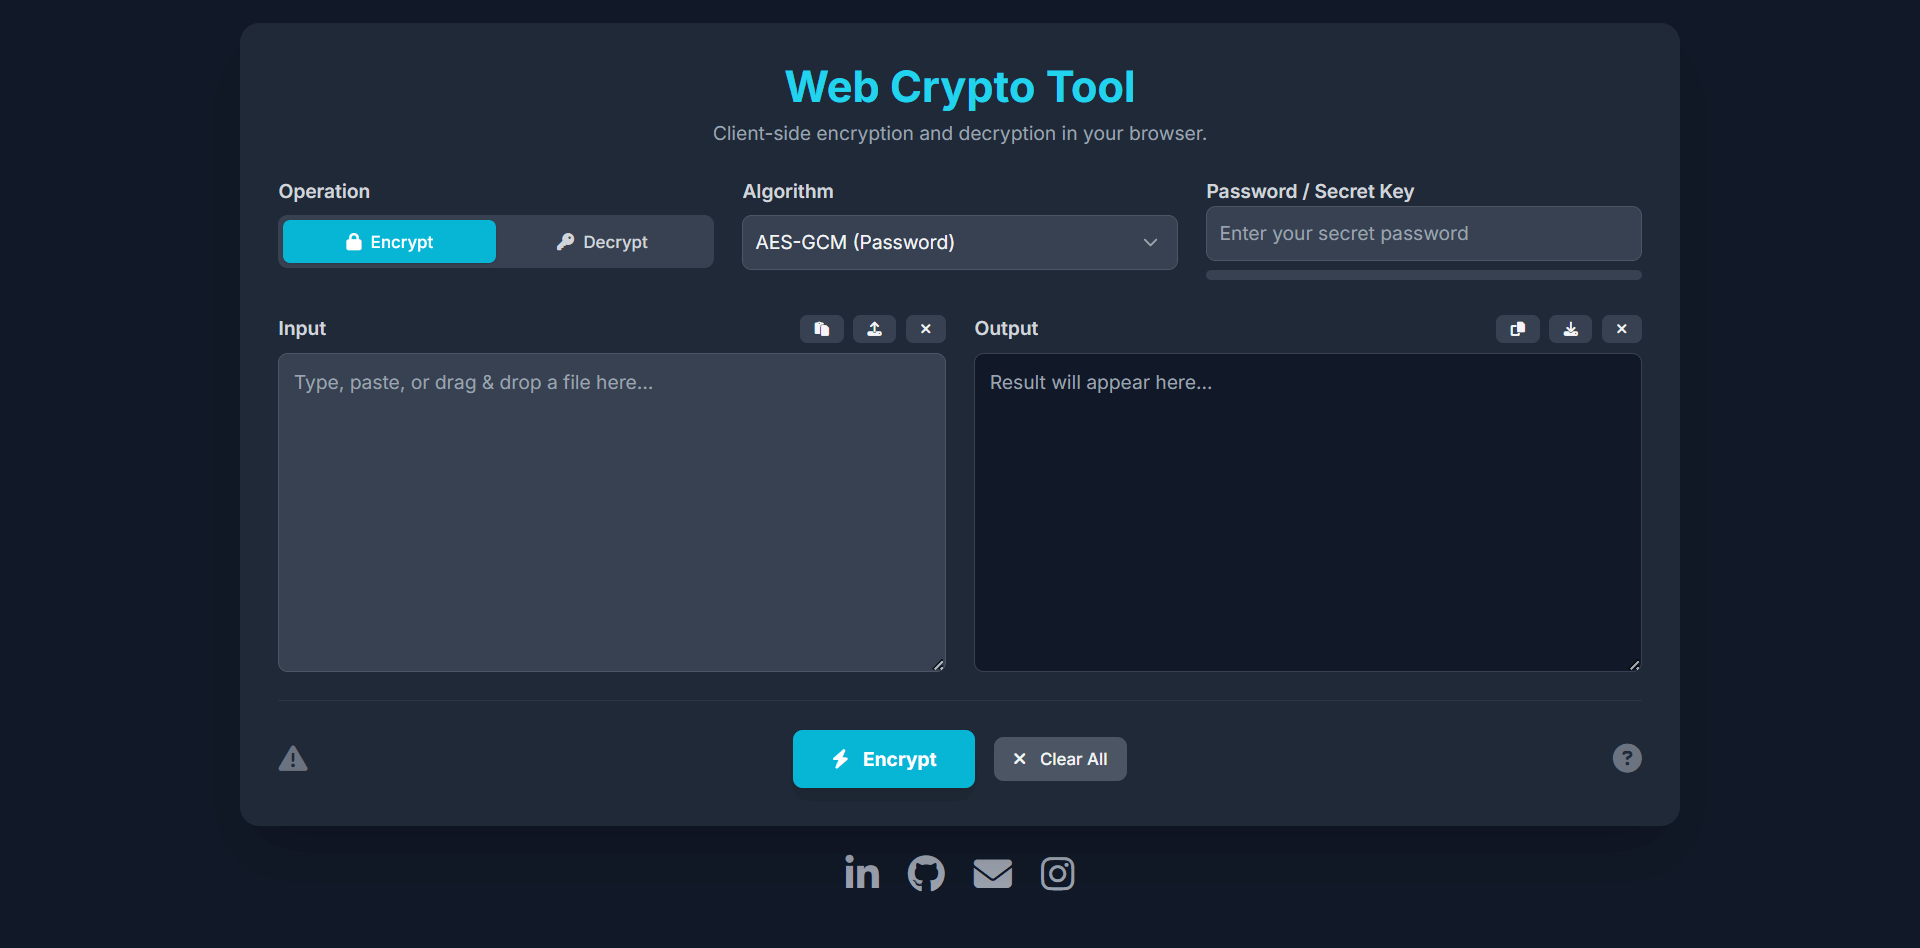 Web Crypto Tool
Client-side encryption and decryption in your browser.
Operation
Encrypt
Decrypt
Algorithm
AES-GCM (Password)
Password / Secret Key
Enter your secret password
Input
Type, paste, or drag & drop a file here...
Output
Result will appear here...
Encrypt
Clear All